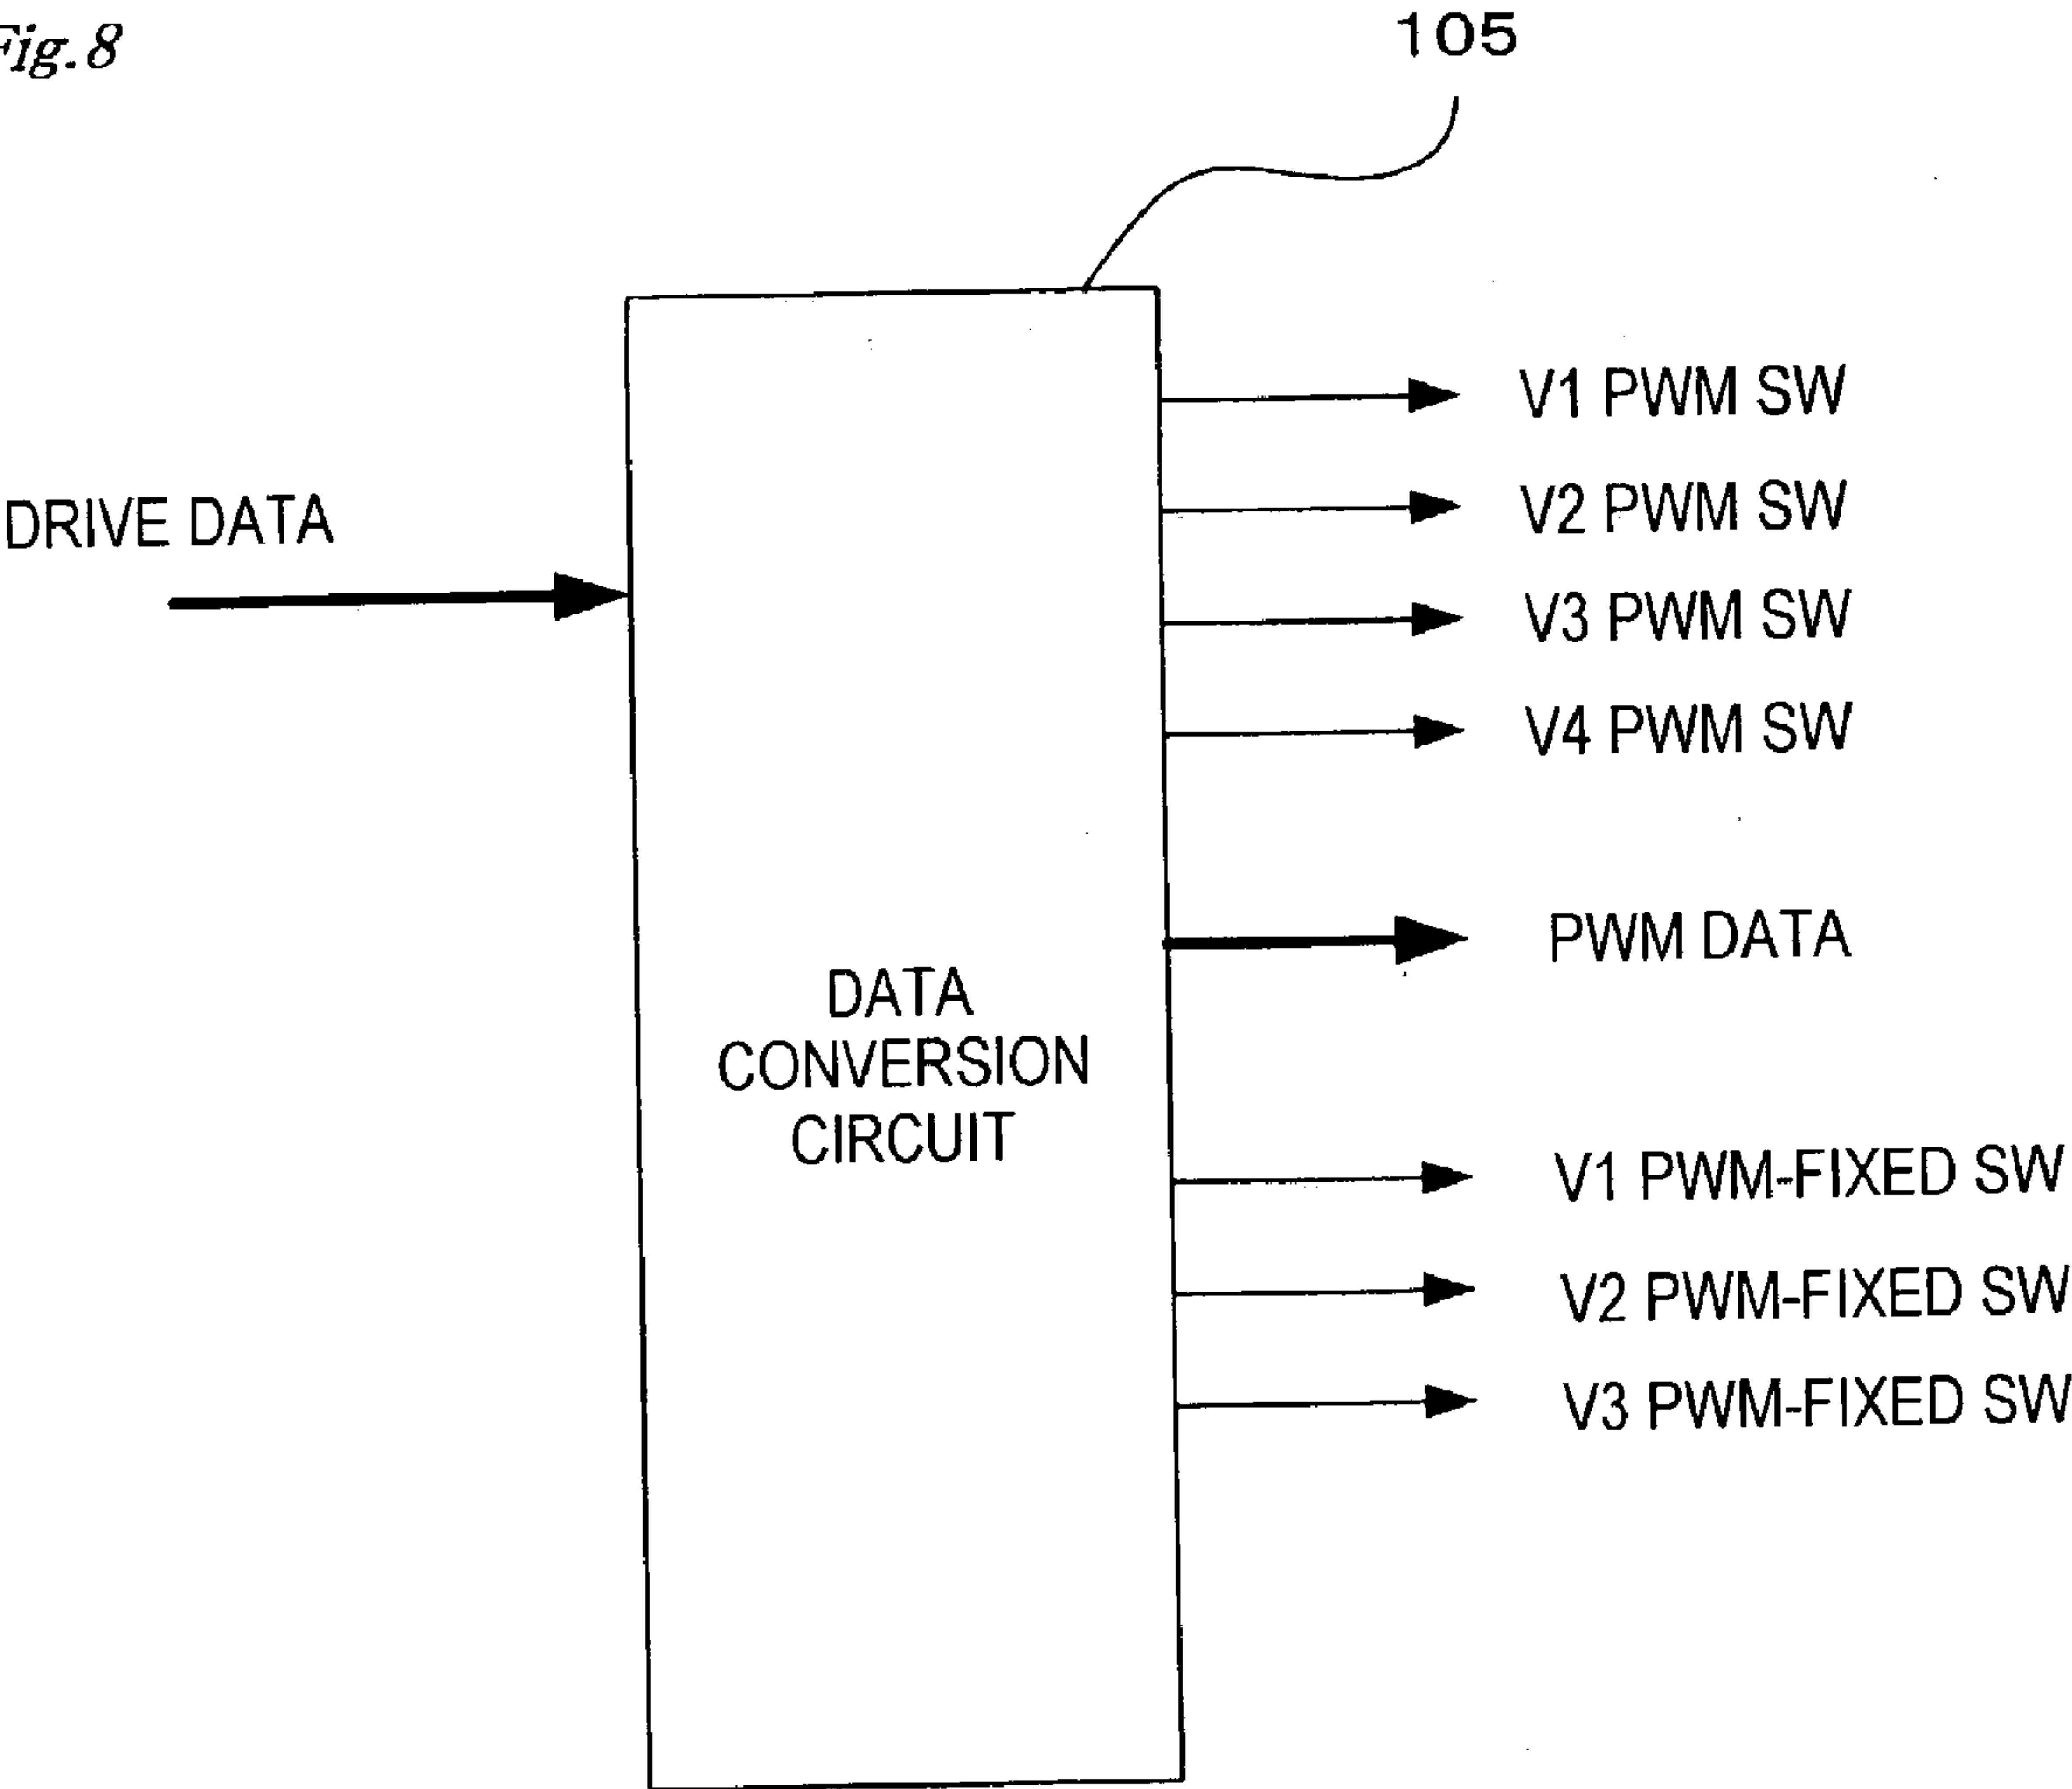 Fig.8
105
DRIVE DATA
V1 PWM SW
V2 PWM SW
V3 PWM SW
V4 PWM SW
PWM DATA
DATA
CONVERSION
CIRCUIT
V1 PWM-FIXED SW
V2 PWM-FIXED SW
V3 PWM-FIXED SW